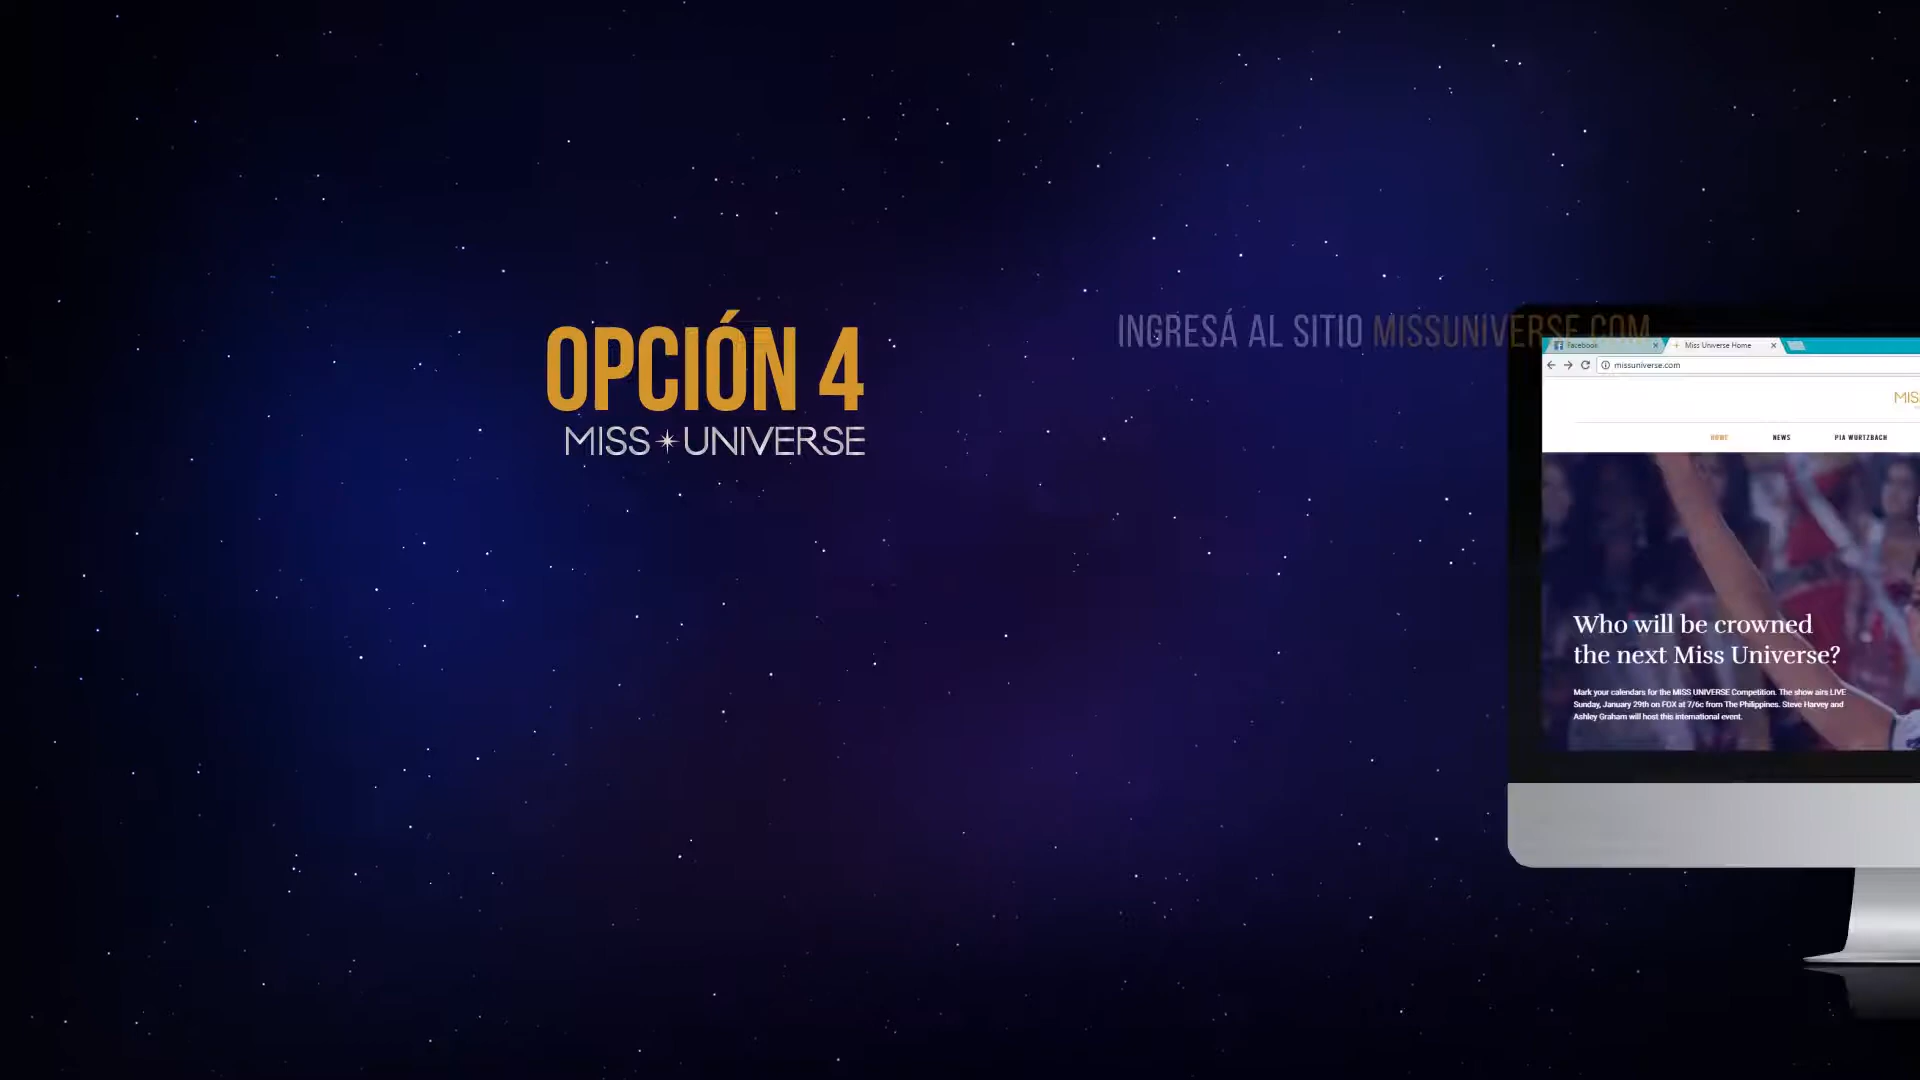 OPCIÓN 4
MISS UNIVERSE
INGRESÁ AL SITIO MISSUNIVERSE.COM
Facebook
Miss Universe Home
missuniverse.com
HOME
NEWS
PIA WURTZBACH
Who will be crowned
the next Miss Universe?
Mark your calendars for the MISS UNIVERSE Competition. The show airs LIVE
Sunday, January 29th on FOX at 7/6c from The Philippines. Steve Harvey and
Ashley Graham will host this international event.